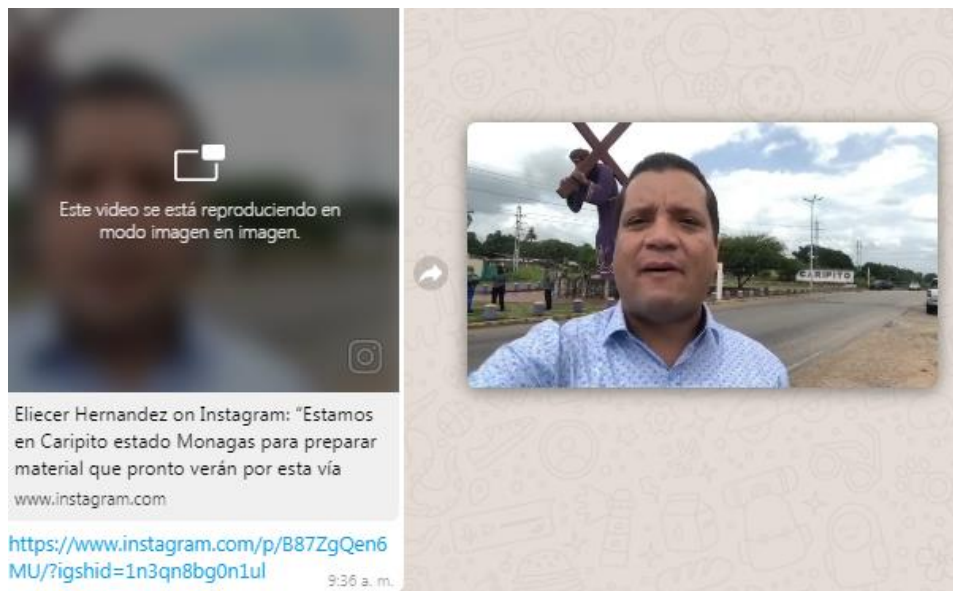 Este video se está reproduciendo en
modo imagen en imagen.
Eliecer Hernandez on Instagram: “Estamos
en Caripito estado Monagas para preparar
material que pronto verán por esta vía
www.instagram.com
https://www.instagram.com/p/B87ZgQen6
MU/?igshid=1n3qn8bg0n1ul
9:36 a. m.
CARIPITO